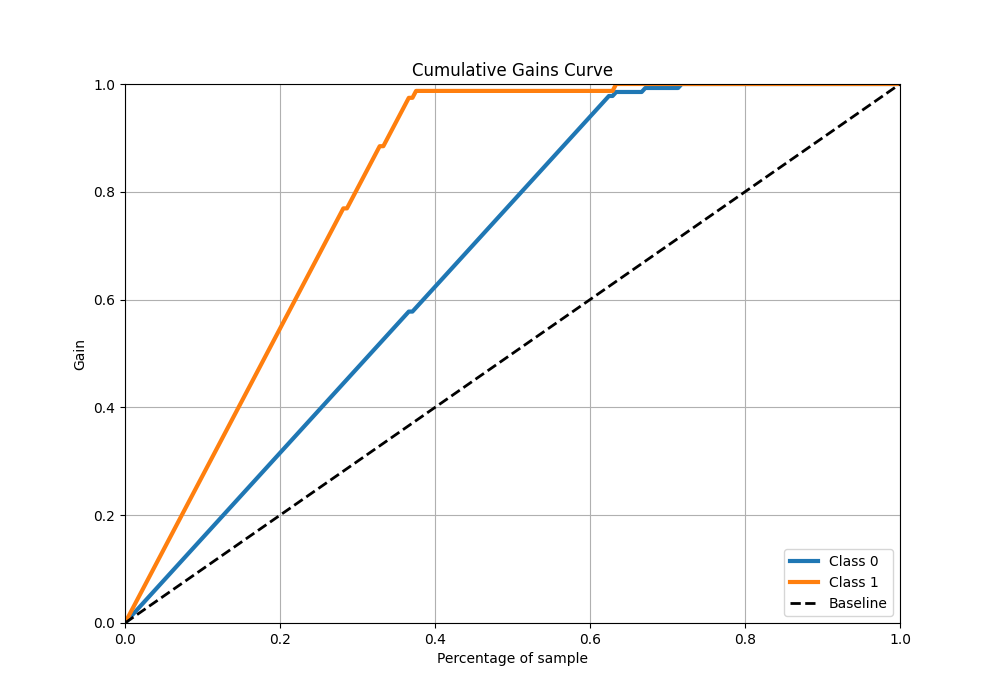 Cumulative Gains Curve
1.0
0.8
0.6
0.4
0.2
0.0
Gain
0.0 0.2 0.4 0.6 0.8 1.0
Percentage of sample
Class 0
Class 1
Baseline